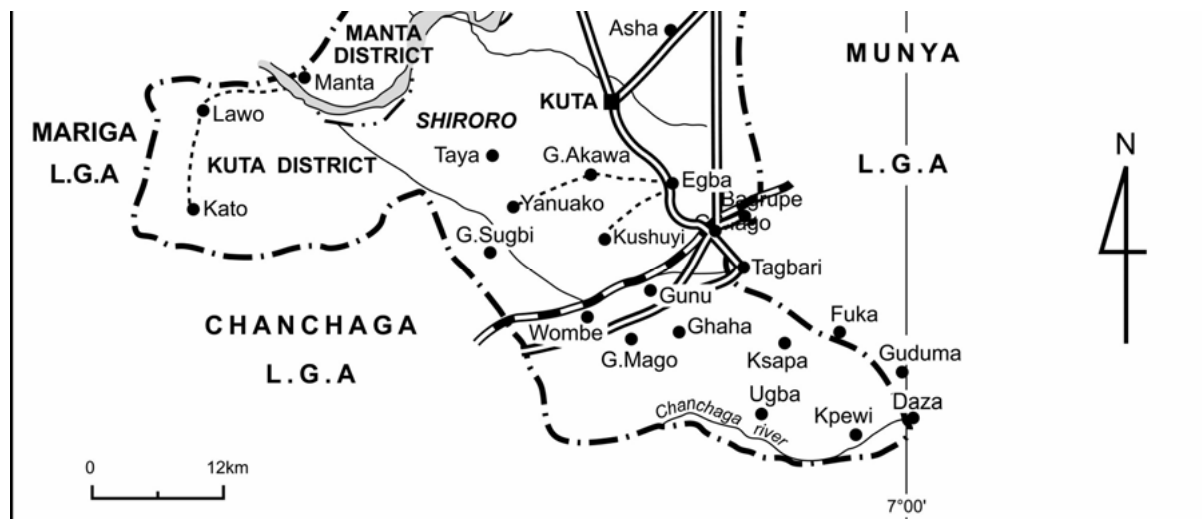 Asha
MANTA
DISTRICT
MUNYA
Manta
KUTA
Lawo
MARIGA
L.G.A
SHIRORO
N
KUTA DISTRICT
Taya
G.Akawa
L.G.A
Egba
Kato
Yanuako
Bagrupe
G.Sugbi
Kushuyi
Tagbari
Gunu
CHANCHAGA
L.G.A
Wombe
Ghaha
Fuka
G.Mago
Ksapa
Guduma
Ugba
Daza
Chanchaga river
Kpewi
0 12km
7°00'